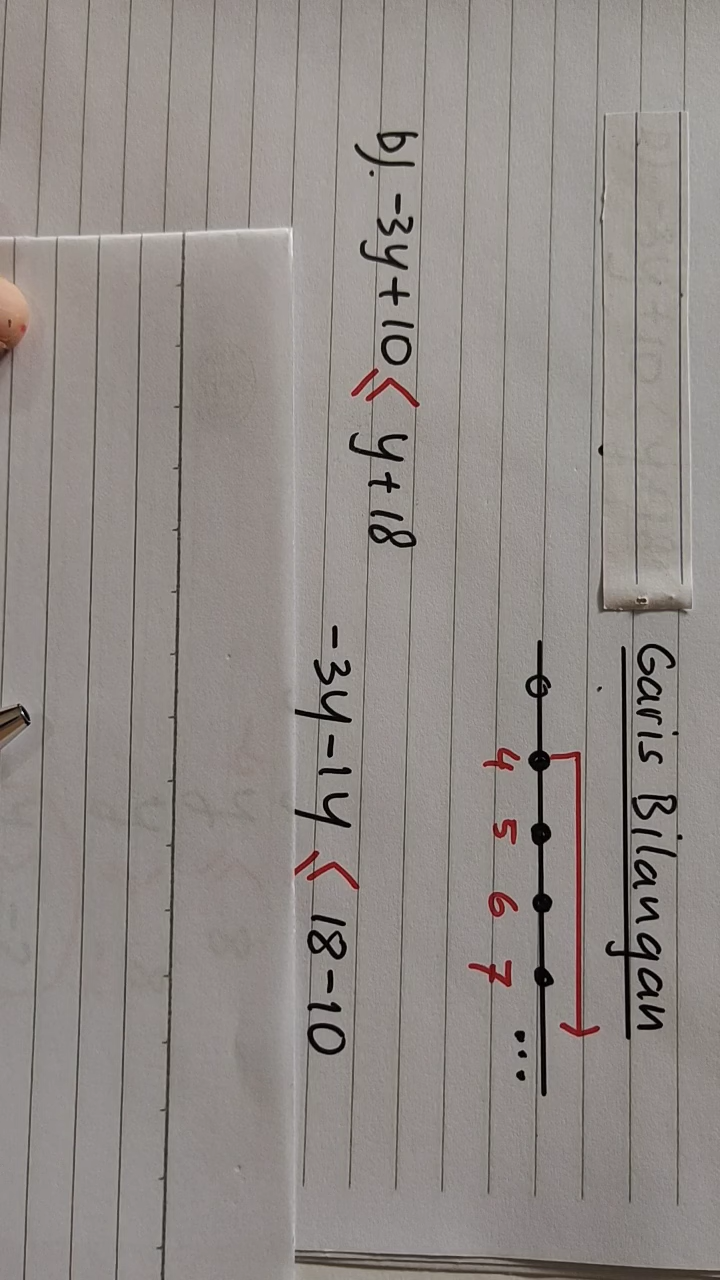 Garis Bilangan
4 5 6 7 ...
b). -3y+10 ≤ y+18
-3y-1y ≤ 18-10